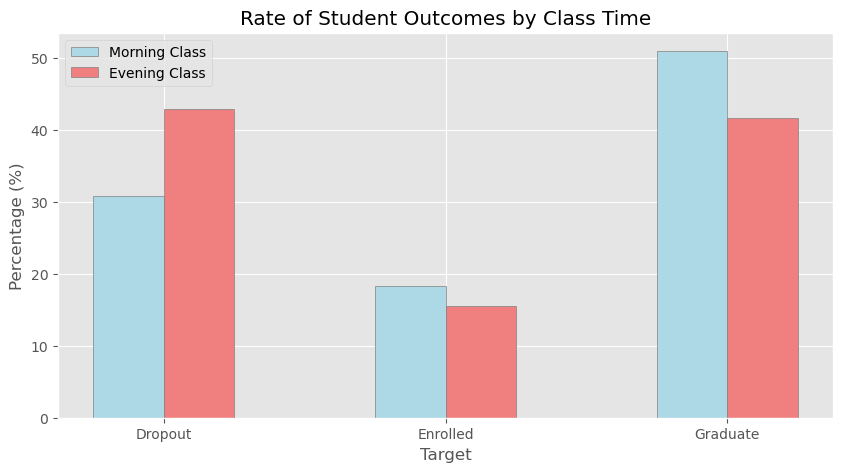 Rate of Student Outcomes by Class Time
Morning Class
Evening Class
Percentage (%)
50
40
30
20
10
0
Dropout
Enrolled
Graduate
Target